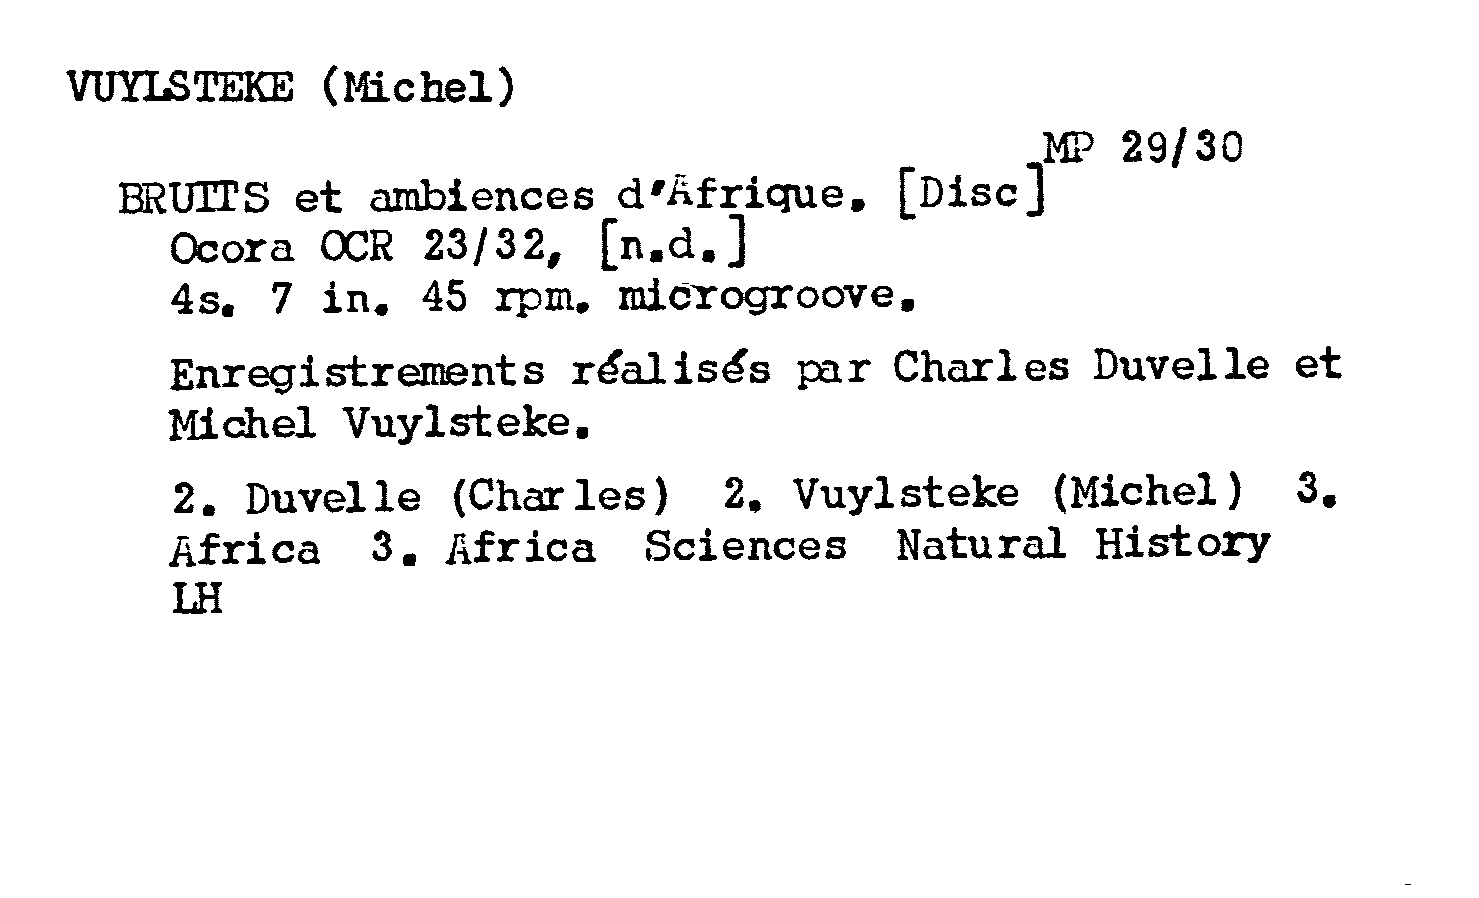 VUYLSTEKE (Michel)
MP 29/30
BRUITS et ambiences d'Afrique. [Disc]
Ocora OCR 23/32, [n.d.]
4s. 7 in. 45 rpm. microgroove.
Enregistrements réalisés par Charles Duvelle et
Michel Vuylsteke.
2. Duvelle (Charles) 2. Vuylsteke (Michel) 3.
Africa 3. Africa Sciences Natural History
LH